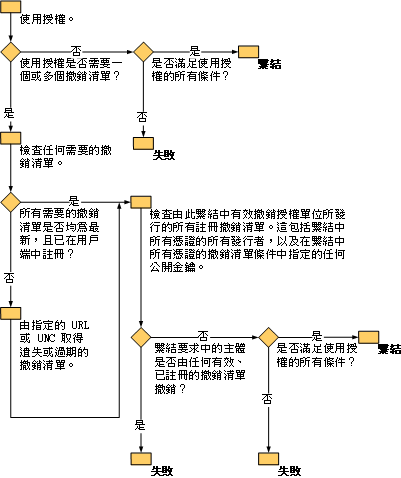 使用授權。
使用授權是否需要一
個或多個撤銷清單？
否
是否滿足使用授
權的所有條件？
是
繫結
否
失敗
是
檢查任何需要的撤
銷清單。
所有需要的撤銷
清單是否均為最
新，且已在用戶
端中註冊？
是
檢查由此繫結中有效撤銷授權單位所發
行的所有註冊撤銷清單。這包括繫結中
所有憑證的所有發行者，以及在繫結中
所有憑證的撤銷清單條件中指定的任何
公開金鑰。
否
由指定的 URL
或 UNC 取得
遺失或過期的
撤銷清單。
繫結要求中的主體
是否由任何有效、
已註冊的撤銷清單
撤銷？
否
是否滿足使用授
權的所有條件？
是
繫結
是
失敗
否
失敗